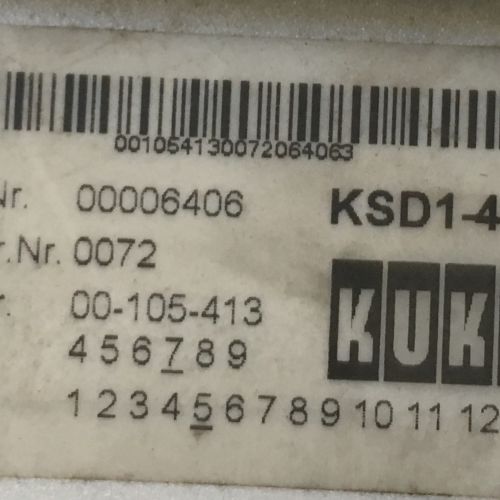 001054130072064063
Nr. 00006406 KSD1-4
r.Nr. 0072
r. 00-105-413
KUK
4 5 6 7 8 9
1 2 3 4 5 6 7 8 9 10 11 12